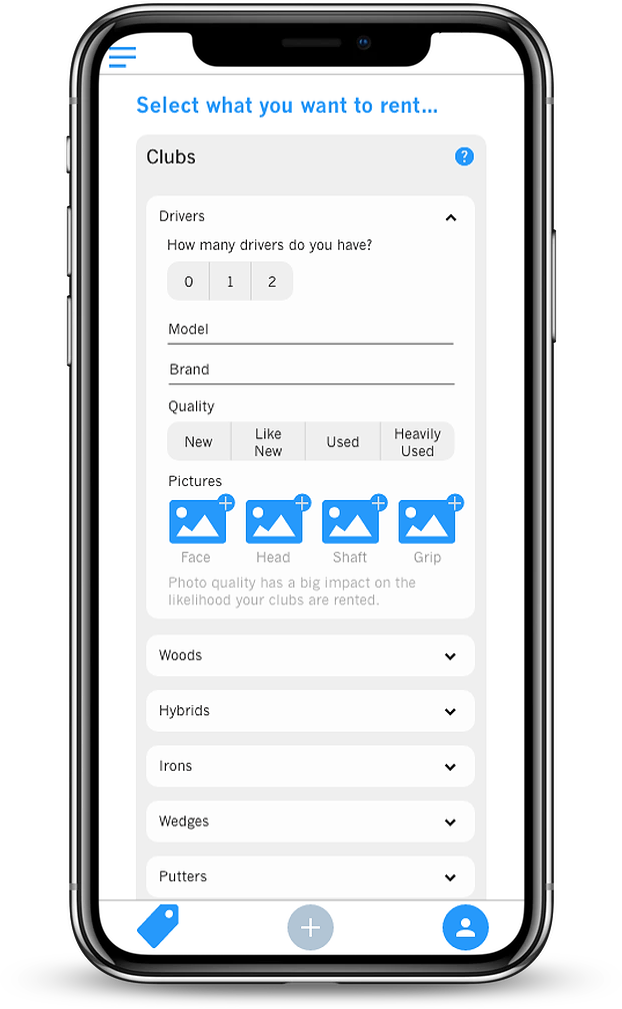 Select what you want to rent...
Clubs
?
Drivers
How many drivers do you have?
0 1 2
Model
Brand
Quality
New Like New Used Heavily Used
Pictures
Face Head Shaft Grip
Photo quality has a big impact on the
likelihood your clubs are rented.
Woods
Hybrids
Irons
Wedges
Putters